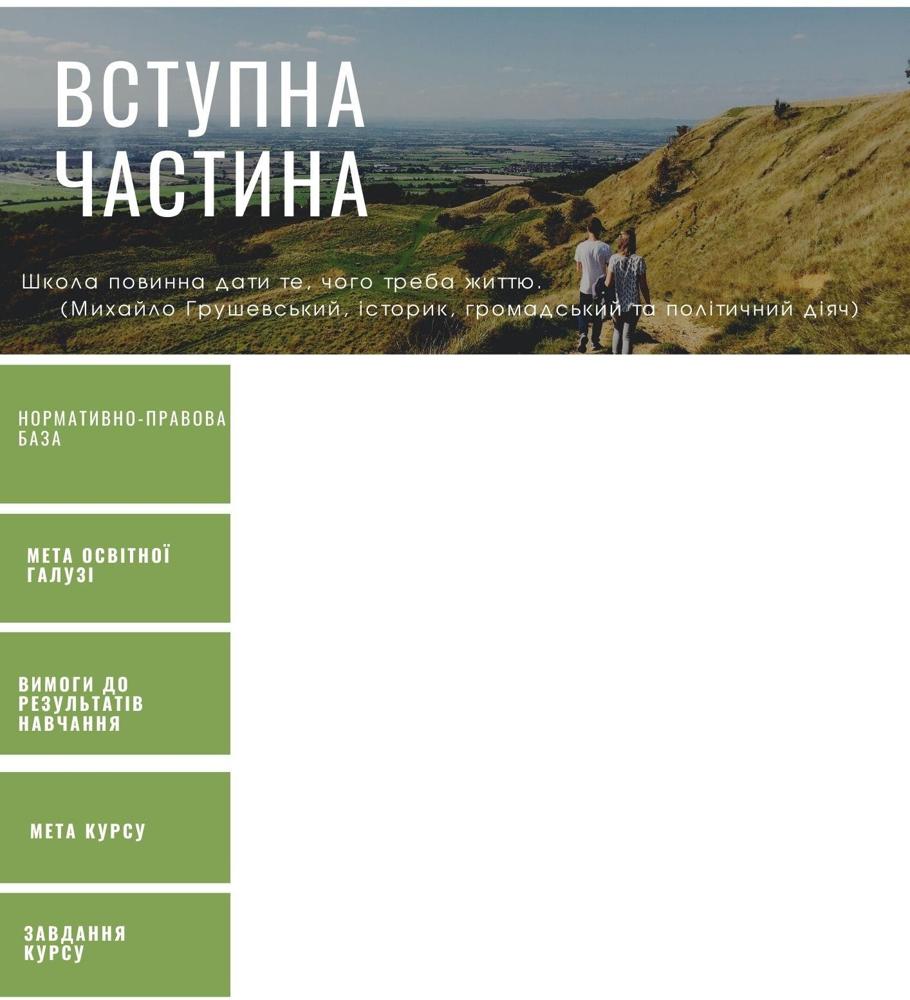 ВСТУПНА
ЧАСТИНА
Школа повинна дати те, чого треба життю.
(Михайло Грушевський, історик, громадський та політичний діяч)
НОРМАТИВНО-ПРАВОВА
БАЗА
МЕТА ОСВІТНОЇ
ГАЛУЗІ
ВИМОГИ ДО
РЕЗУЛЬТАТІВ
НАВЧАННЯ
МЕТА КУРСУ
ЗАВДАННЯ
КУРСУ